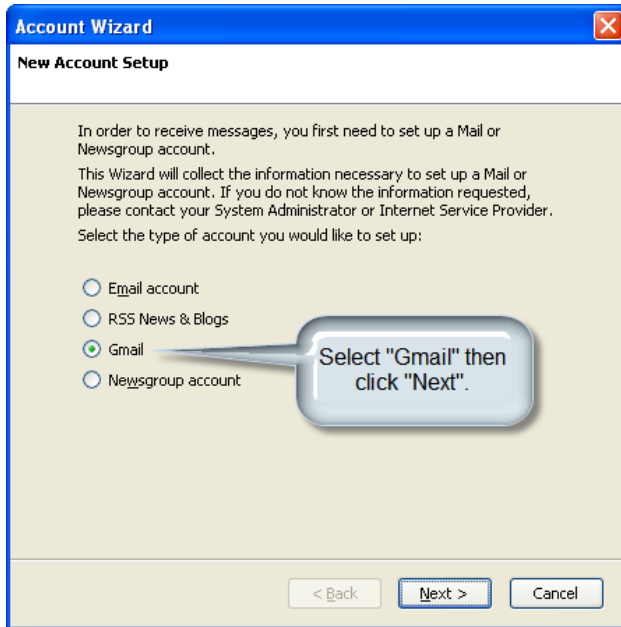 Account Wizard
New Account Setup
In order to receive messages, you first need to set up a Mail or
Newsgroup account.
This Wizard will collect the information necessary to set up a Mail or
Newsgroup account. If you do not know the information requested,
please contact your System Administrator or Internet Service Provider.
Select the type of account you would like to set up:
Email account
RSS News & Blogs
Gmail
Newsgroup account
Select "Gmail" then
click "Next".
< Back
Next >
Cancel